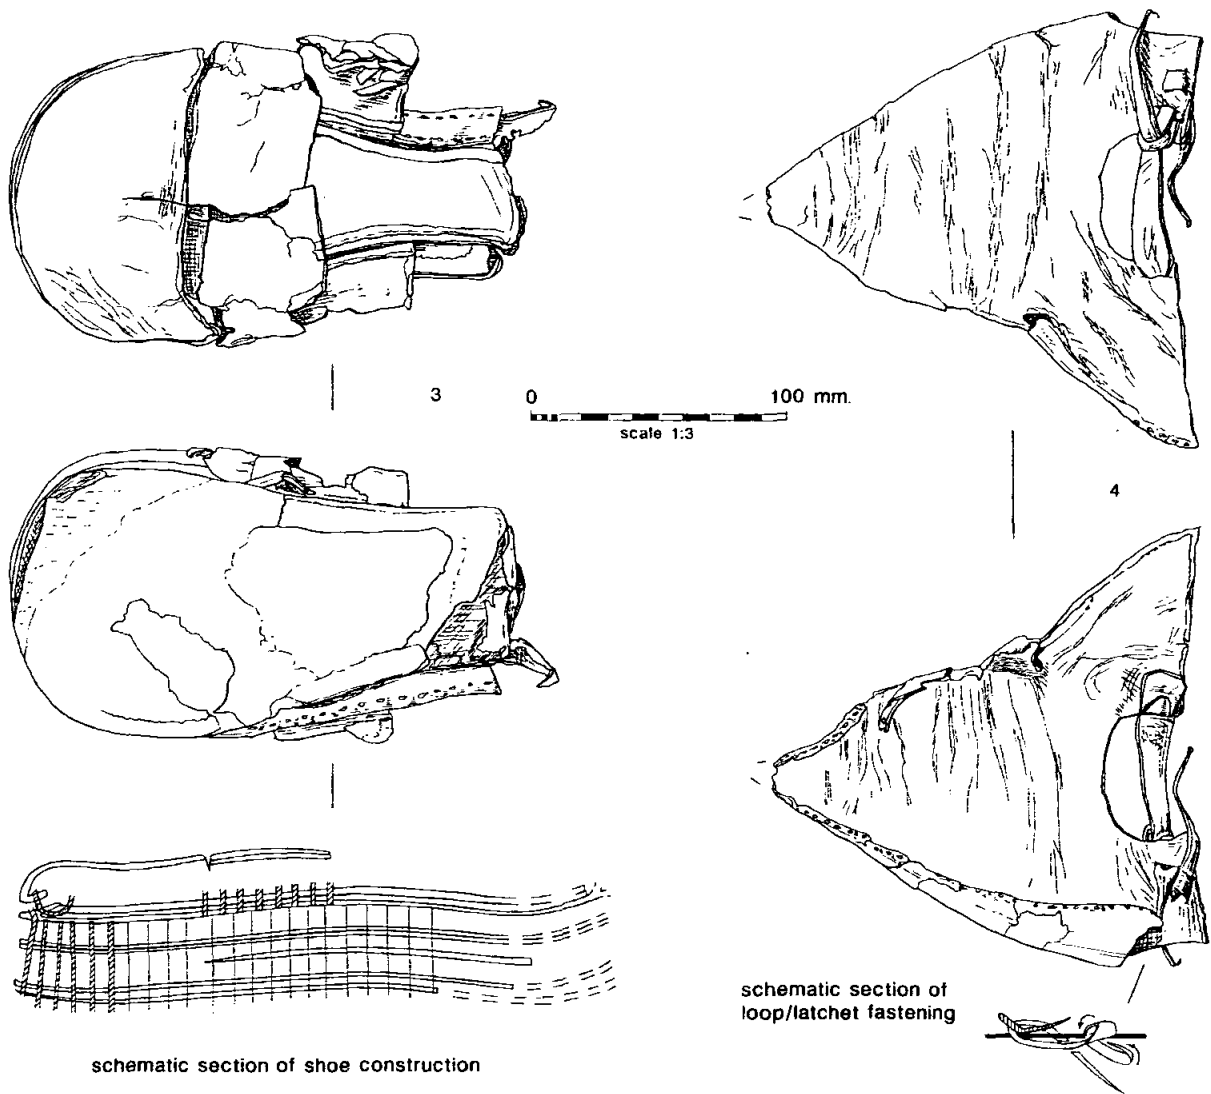 3
0 100 mm.
scale 1:3
4
schematic section of
loop/latchet fastening
schematic section of shoe construction